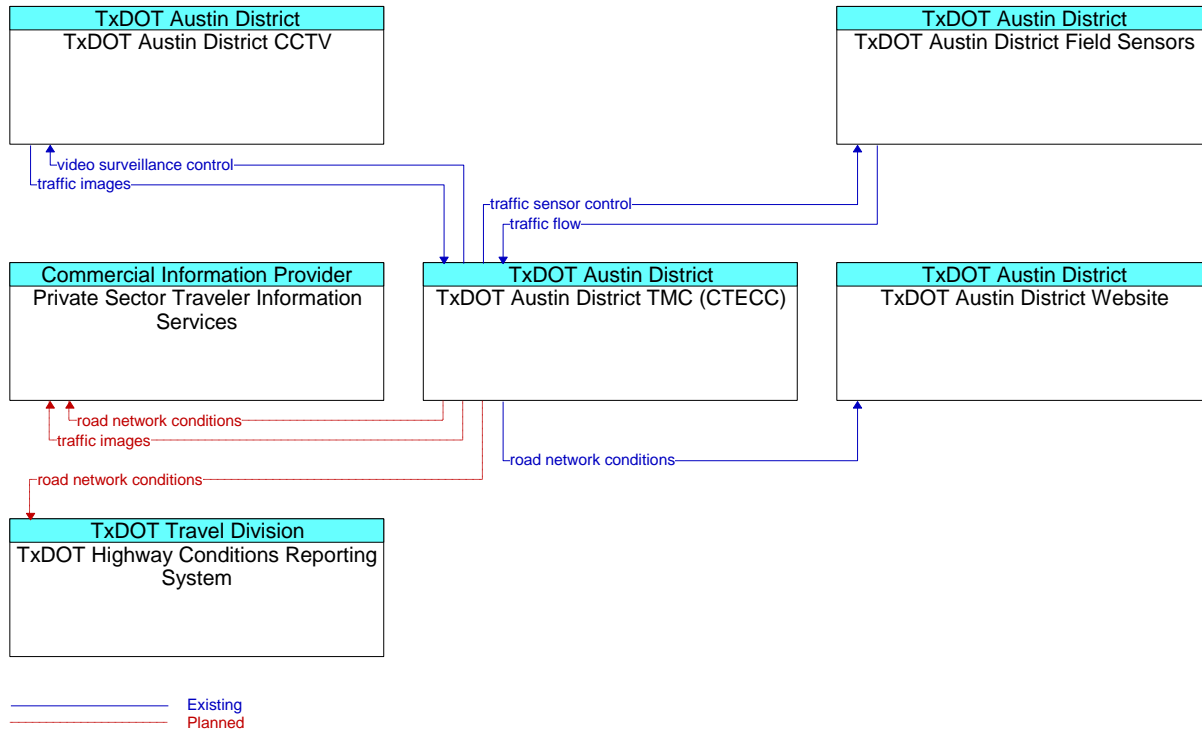 TxDOT Austin District
TxDOT Austin District CCTV
TxDOT Austin District
TxDOT Austin District Field Sensors
video surveillance control
traffic images
traffic sensor control
traffic flow
Commercial Information Provider
Private Sector Traveler Information
Services
TxDOT Austin District
TxDOT Austin District TMC (CTECC)
TxDOT Austin District
TxDOT Austin District Website
road network conditions
traffic images
road network conditions
road network conditions
TxDOT Travel Division
TxDOT Highway Conditions Reporting
System
Existing
Planned